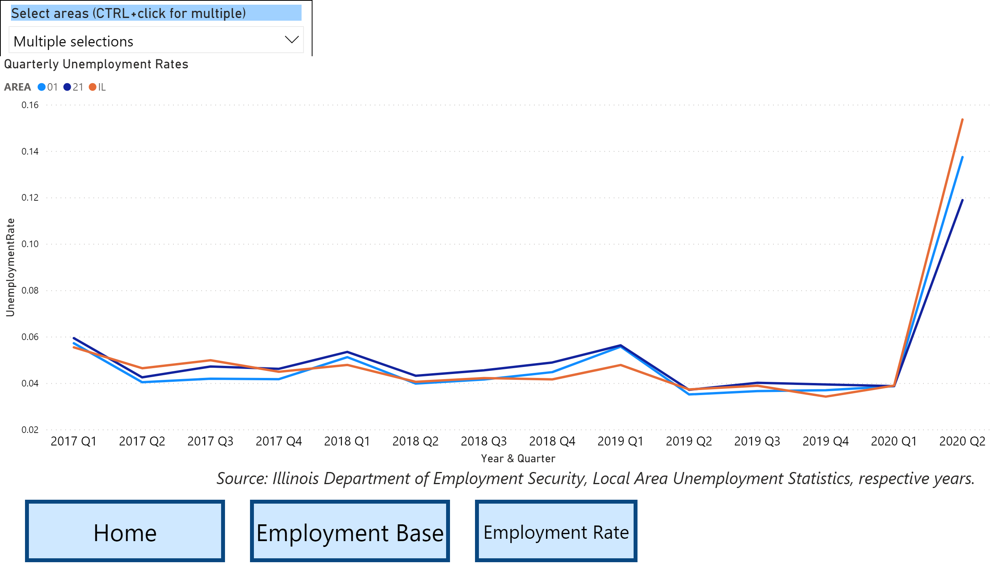 Select areas (CTRL+click for multiple)
Multiple selections
Quarterly Unemployment Rates
AREA 01 21 IL
0.16
0.14
0.12
0.10
0.08
0.06
0.04
0.02
UnemploymentRate
2017 Q1 2017 Q2 2017 Q3 2017 Q4 2018 Q1 2018 Q2 2018 Q3 2018 Q4 2019 Q1 2019 Q2 2019 Q3 2019 Q4 2020 Q1 2020 Q2
Year & Quarter
Source: Illinois Department of Employment Security, Local Area Unemployment Statistics, respective years.
Home Employment Base Employment Rate